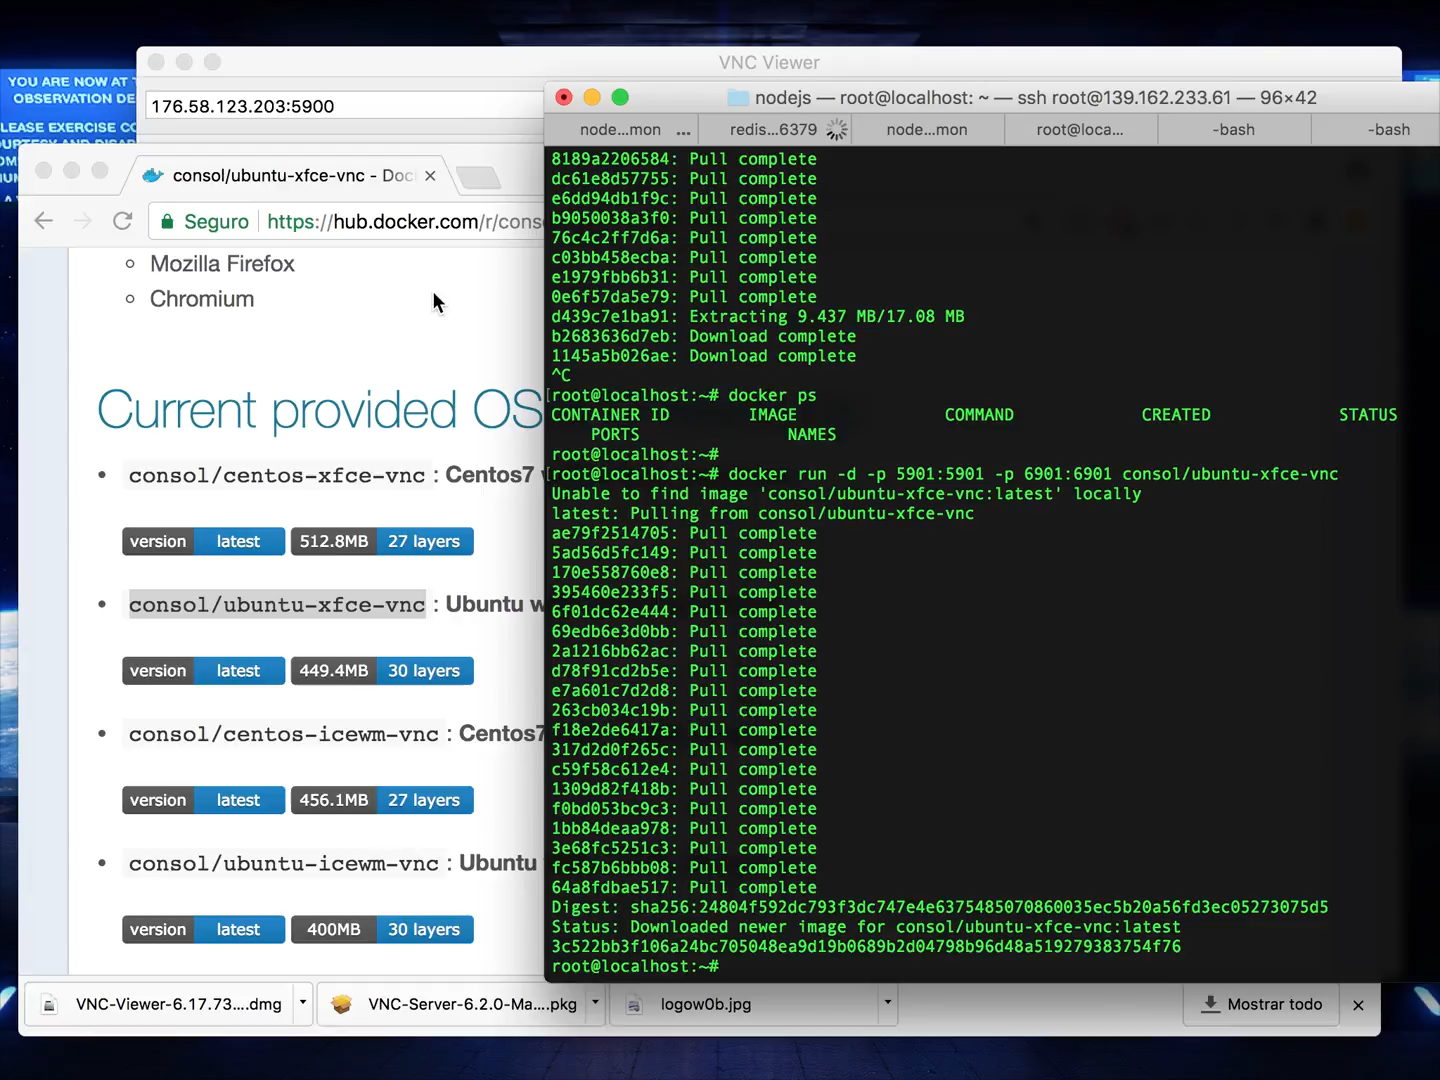 YOU ARE NOW AT
OBSERVATION DE
LEASE EXERCISE CO
VNC Viewer
176.58.123.203:5900
nodejs — root@localhost: ~ — ssh root@139.162.233.61 — 96×42
node...mon ...
redis...6379
node...mon
root@loca...
-bash
-bash
consol/ubuntu-xfce-vnc - Doc
Seguro
https://hub.docker.com/r/cons
Mozilla Firefox
Chromium
Current provided OS
consol/centos-xfce-vnc : Centos7
version latest 512.8MB 27 layers
consol/ubuntu-xfce-vnc : Ubuntu w
version latest 449.4MB 30 layers
consol/centos-icewm-vnc : Centos7
version latest 456.1MB 27 layers
consol/ubuntu-icewm-vnc : Ubuntu
version latest 400MB 30 layers
8189a2206584: Pull complete
dc61e8d57755: Pull complete
e6dd94db1f9c: Pull complete
b9050038a3f0: Pull complete
76c4c2ff7d6a: Pull complete
c03bb458ecba: Pull complete
e1979fbb6b31: Pull complete
0e6f57da5e79: Pull complete
d439c7e1ba91: Extracting 9.437 MB/17.08 MB
b2683636d7eb: Download complete
1145a5b026ae: Download complete
^C
[root@localhost:~# docker ps
CONTAINER ID IMAGE COMMAND CREATED STATUS
PORTS NAMES
root@localhost:~#
[root@localhost:~# docker run -d -p 5901:5901 -p 6901:6901 consol/ubuntu-xfce-vnc
Unable to find image 'consol/ubuntu-xfce-vnc:latest' locally
latest: Pulling from consol/ubuntu-xfce-vnc
ae79f2514705: Pull complete
5ad56d5fc149: Pull complete
170e558760e8: Pull complete
395460e233f5: Pull complete
6f01dc62e444: Pull complete
69edb6e3d0bb: Pull complete
2a1216bb62ac: Pull complete
d78f91cd2b5e: Pull complete
e7a601c7d2d8: Pull complete
263cb034c19b: Pull complete
f18e2de6417a: Pull complete
317d2d0f265c: Pull complete
c59f58c612e4: Pull complete
1309d82f418b: Pull complete
f0bd053bc9c3: Pull complete
1bb84deaa978: Pull complete
3e68fc5251c3: Pull complete
fc587b6bbb08: Pull complete
64a8fdbae517: Pull complete
Digest: sha256:24804f592dc793f3dc747e4e6375485070860035ec5b20a56fd3ec05273075d5
Status: Downloaded newer image for consol/ubuntu-xfce-vnc:latest
3c522bb3f106a24bc705048ea9d19b0689b2d04798b96d48a519279383754f76
root@localhost:~#
VNC-Viewer-6.17.73....dmg
VNC-Server-6.2.0-Ma....pkg
logow0b.jpg
Mostrar todo